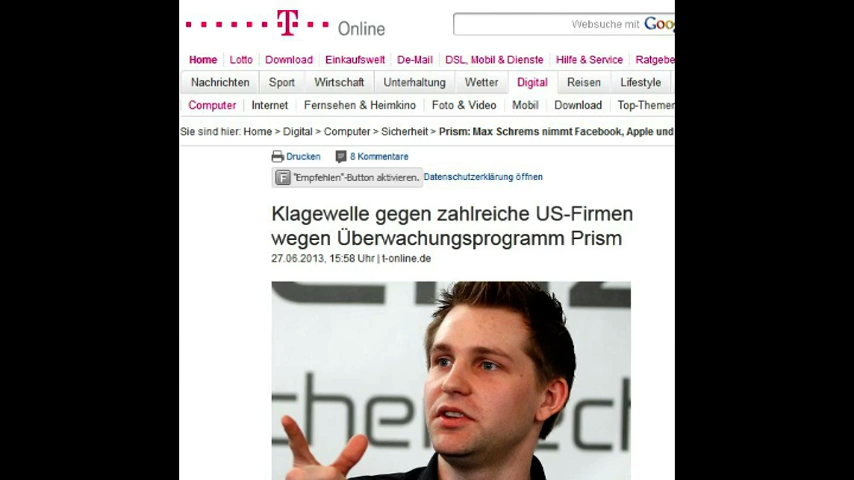 T Online
Websuche mit Goog
Home Lotto Download Einkaufswelt De-Mail DSL, Mobil & Dienste Hilfe & Service Ratgebe
Nachrichten Sport Wirtschaft Unterhaltung Wetter Digital Reisen Lifestyle
Computer Internet Fernsehen & Heimkino Foto & Video Mobil Download Top-Themen
Sie sind hier: Home > Digital > Computer > Sicherheit > Prism: Max Schrems nimmt Facebook, Apple und
Drucken 8 Kommentare
F "Empfehlen"-Button aktivieren. Datenschutzerklärung öffnen
Klagewelle gegen zahlreiche US-Firmen
wegen Überwachungsprogramm Prism
27.06.2013, 15:58 Uhr | t-online.de